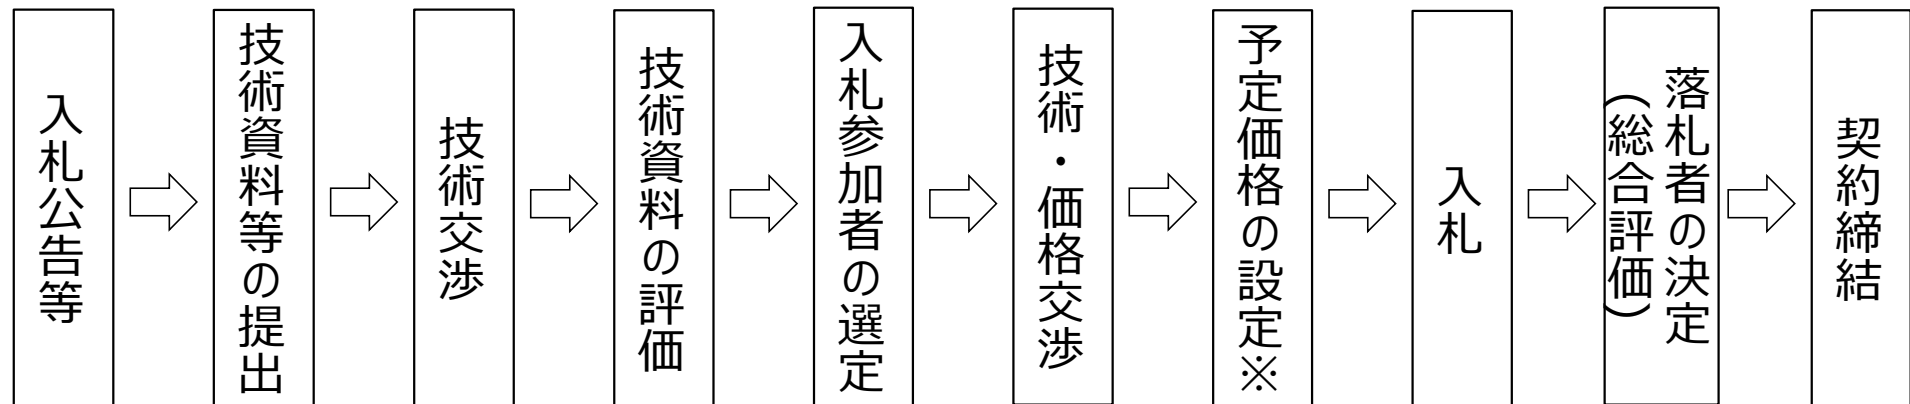 入札公告等
技術資料等の提出
技術交渉
技術資料の評価
入札参加者の選定
技術・価格交渉
予定価格の設定※
入札
落札者の決定
（総合評価）
契約締結